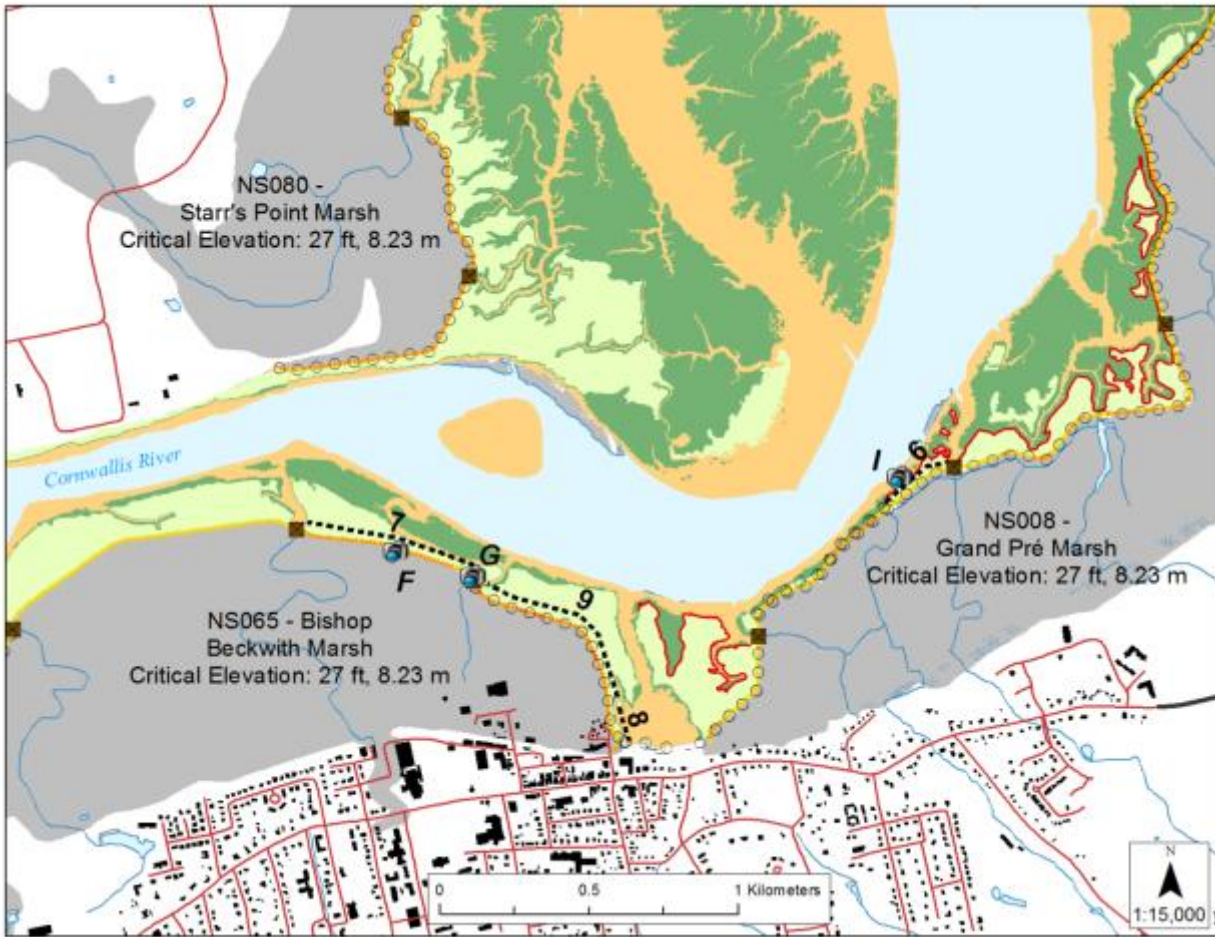 NS080 -
Starr's Point Marsh
Critical Elevation: 27 ft, 8.23 m
Cornwallis River
I
6
7
F
G
9
8
NS008 -
Grand Pré Marsh
Critical Elevation: 27 ft, 8.23 m
NS065 - Bishop
Beckwith Marsh
Critical Elevation: 27 ft, 8.23 m
0 0.5 1 Kilometers
N
1:15,000